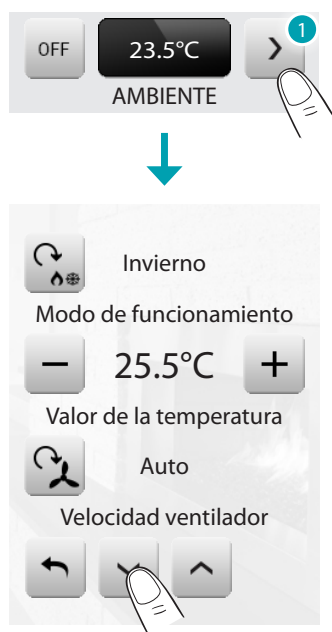 OFF 23.5°C > 1
AMBIENTE
Invierno
Modo de funcionamiento
− 25.5°C +
Valor de la temperatura
Auto
Velocidad ventilador